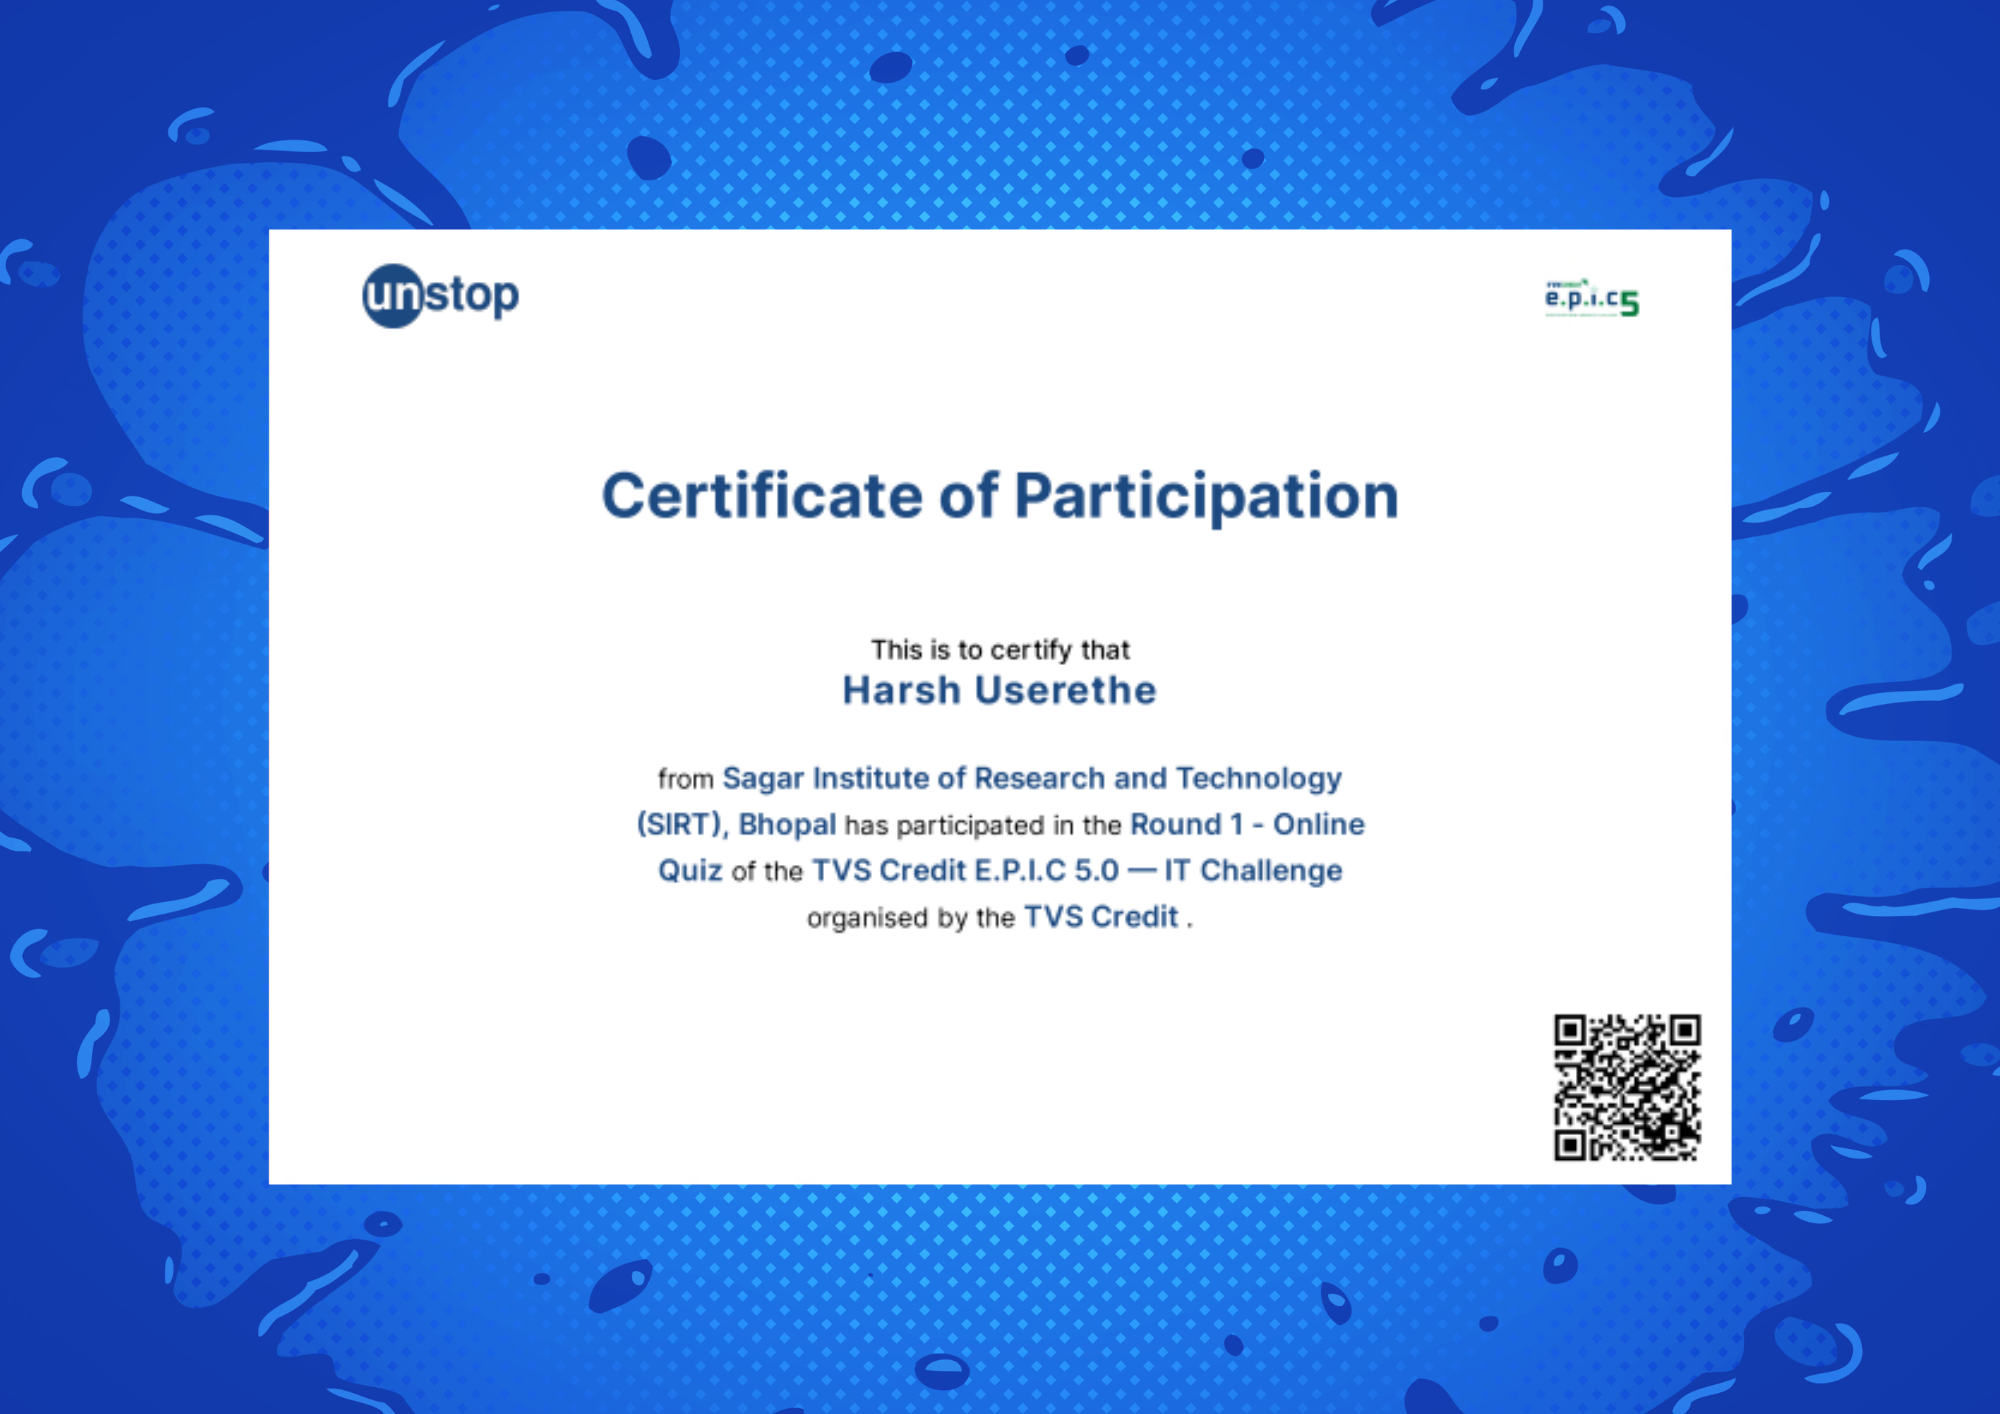 unstop
e.p.i.c5
Certificate of Participation
This is to certify that
Harsh Userethe
from Sagar Institute of Research and Technology
(SIRT), Bhopal has participated in the Round 1 - Online
Quiz of the TVS Credit E.P.I.C 5.0 — IT Challenge
organised by the TVS Credit .